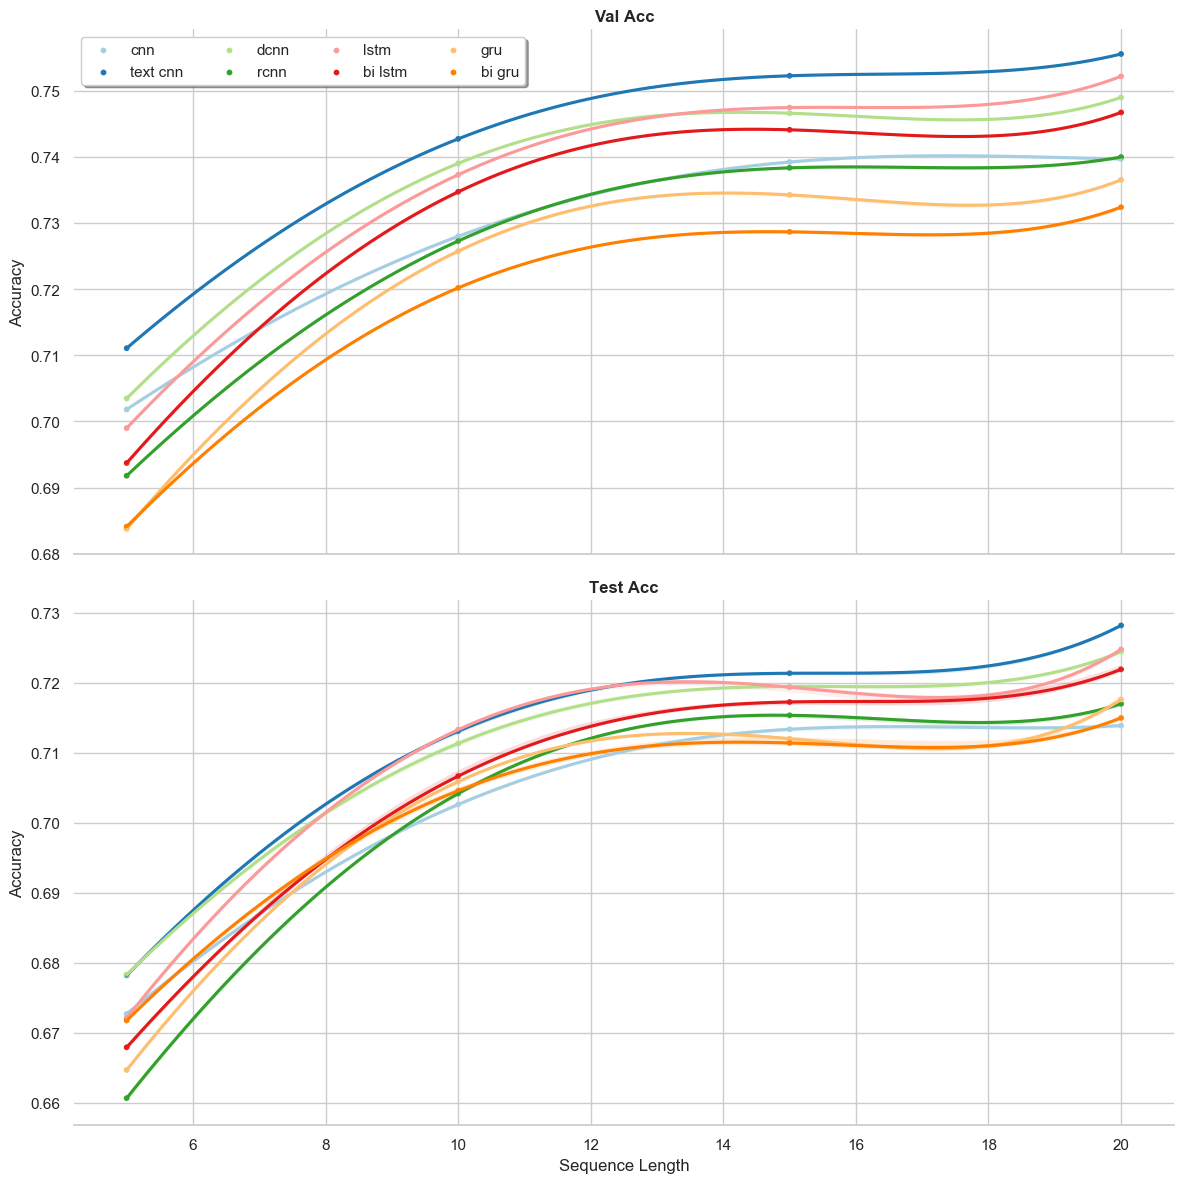 Val Acc
cnn dcnn lstm gru
text cnn rcnn bi lstm bi gru
0.75
0.74
0.73
0.72
0.71
0.70
0.69
0.68
Accuracy
Test Acc
0.73
0.72
0.71
0.70
0.69
0.68
0.67
0.66
Accuracy
6 8 10 12 14 16 18 20
Sequence Length